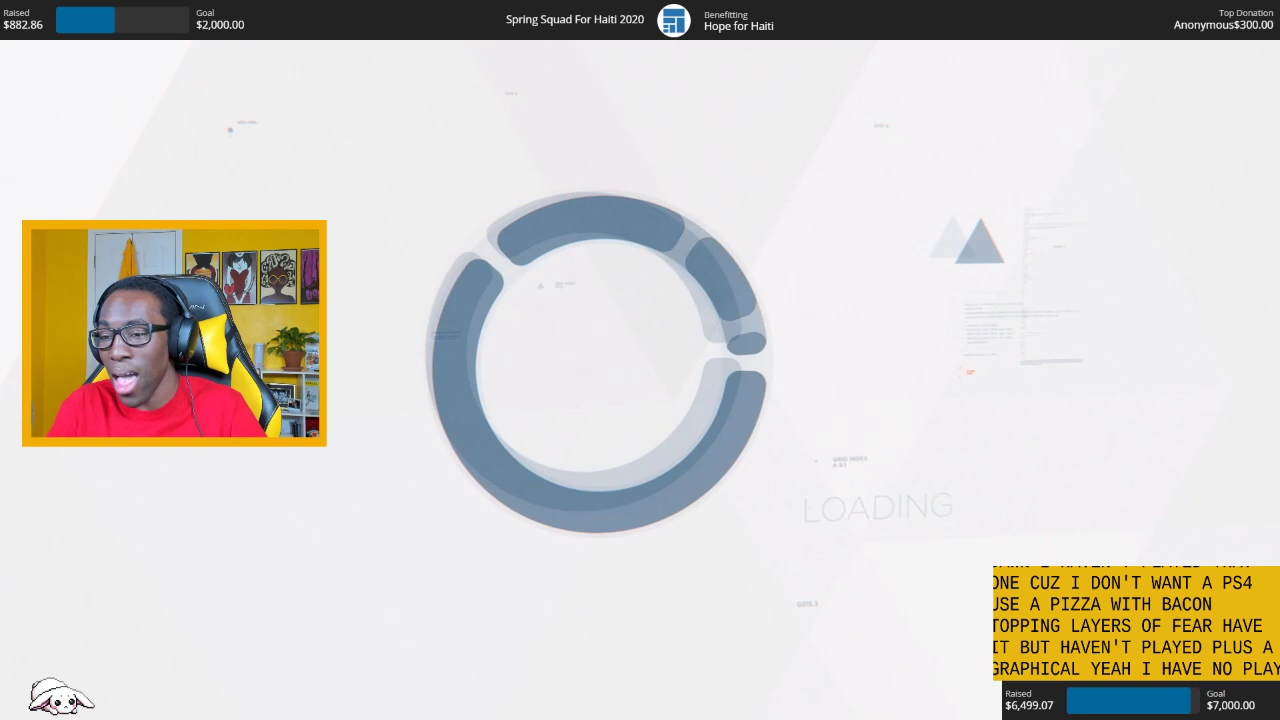 Raised
$882.86
Goal
$2,000.00
Spring Squad For Haiti 2020
Benefitting
Hope for Haiti
Top Donation
Anonymous$300.00
GRID INDEX
LOADING
ONE CUZ I DON'T WANT A PS4
USE A PIZZA WITH BACON
TOPPING LAYERS OF FEAR HAVE
IT BUT HAVEN'T PLAYED PLUS A
GRAPHICAL YEAH I HAVE NO PLAY
Raised
$6,499.07
Goal
$7,000.00